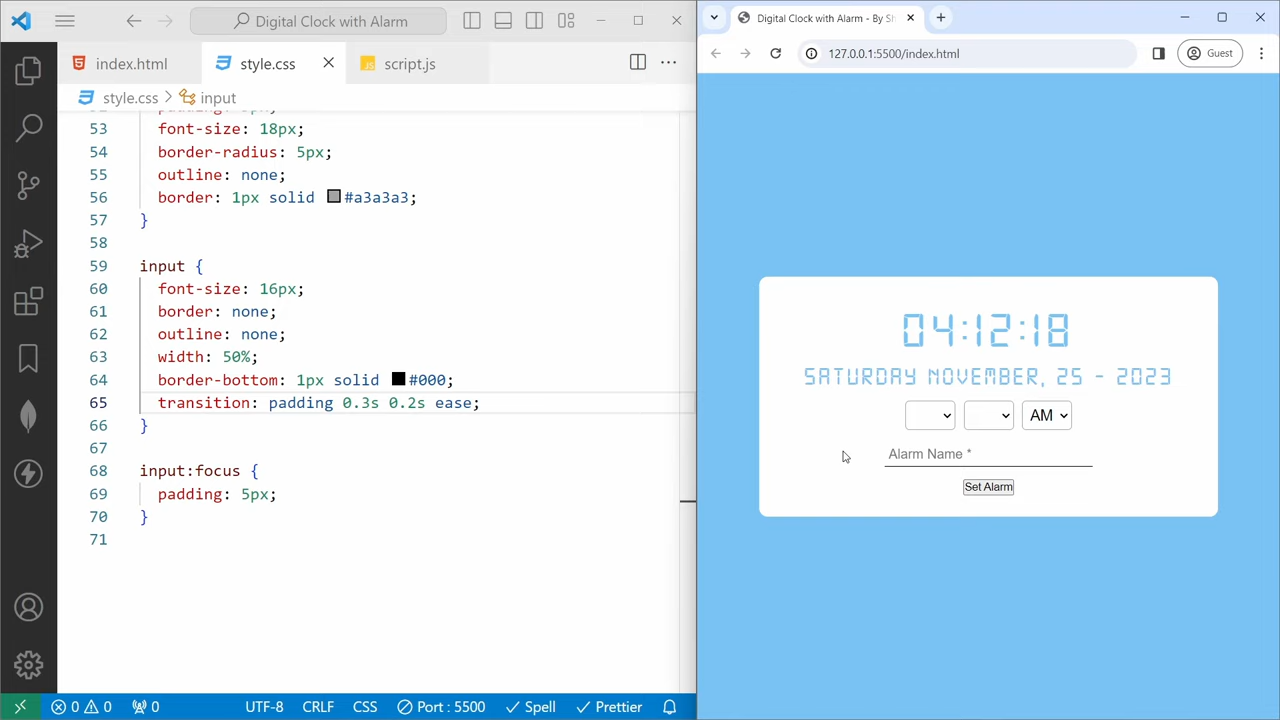 Digital Clock with Alarm
index.html
style.css
script.js
style.css
input
53 font-size: 18px;
54 border-radius: 5px;
55 outline: none;
56 border: 1px solid #a3a3a3;
57 }
58
59 input {
60 font-size: 16px;
61 border: none;
62 outline: none;
63 width: 50%;
64 border-bottom: 1px solid #000;
65 transition: padding 0.3s 0.2s ease;
66 }
67
68 input:focus {
69 padding: 5px;
70 }
71
0 0 0 UTF-8 CRLF CSS Port : 5500 Spell Prettier
Digital Clock with Alarm - By Sh
127.0.0.1:5500/index.html
Guest
04:12:18
SATURDAY NOVEMBER, 25 - 2023
AM
Alarm Name *
Set Alarm